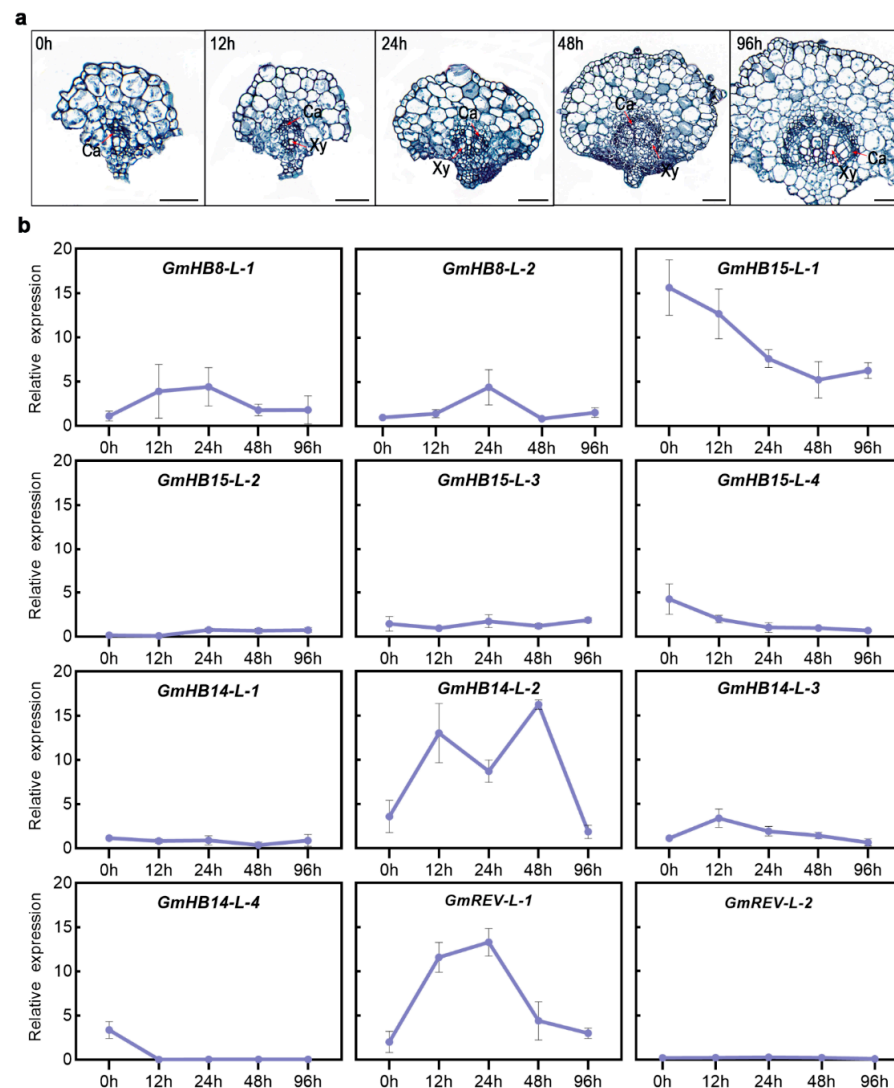 a
0h 12h 24h 48h 96h
Ca Ca Xy Ca Xy Ca Xy Ca Xy
b
GmHB8-L-1 GmHB8-L-2 GmHB15-L-1
Relative expression
20
15
10
5
0
0h 12h 24h 48h 96h 0h 12h 24h 48h 96h 0h 12h 24h 48h 96h
GmHB15-L-2 GmHB15-L-3 GmHB15-L-4
Relative expression
20
15
10
5
0
0h 12h 24h 48h 96h 0h 12h 24h 48h 96h 0h 12h 24h 48h 96h
GmHB14-L-1 GmHB14-L-2 GmHB14-L-3
Relative expression
20
15
10
5
0
0h 12h 24h 48h 96h 0h 12h 24h 48h 96h 0h 12h 24h 48h 96h
GmHB14-L-4 GmREV-L-1 GmREV-L-2
Relative expression
20
15
10
5
0
0h 12h 24h 48h 96h 0h 12h 24h 48h 96h 0h 12h 24h 48h 96h